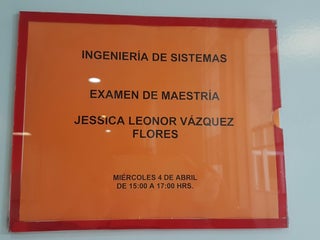 INGENIERÍA DE SISTEMAS
EXAMEN DE MAESTRÍA
JESSICA LEONOR VÁZQUEZ
FLORES
MIÉRCOLES 4 DE ABRIL
DE 15:00 A 17:00 HRS.